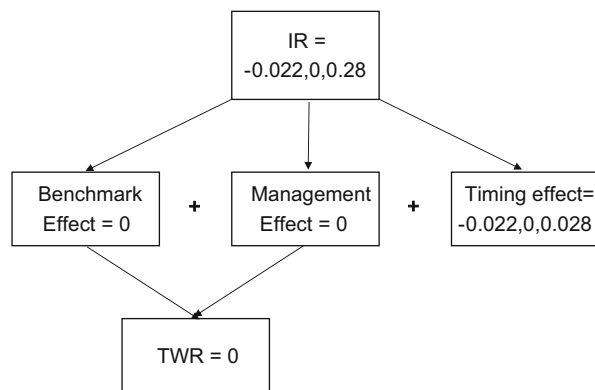 IR =
-0.022,0,0.28
Benchmark
Effect = 0
+
Management
Effect = 0
+
Timing effect=
-0.022,0,0.028
TWR = 0